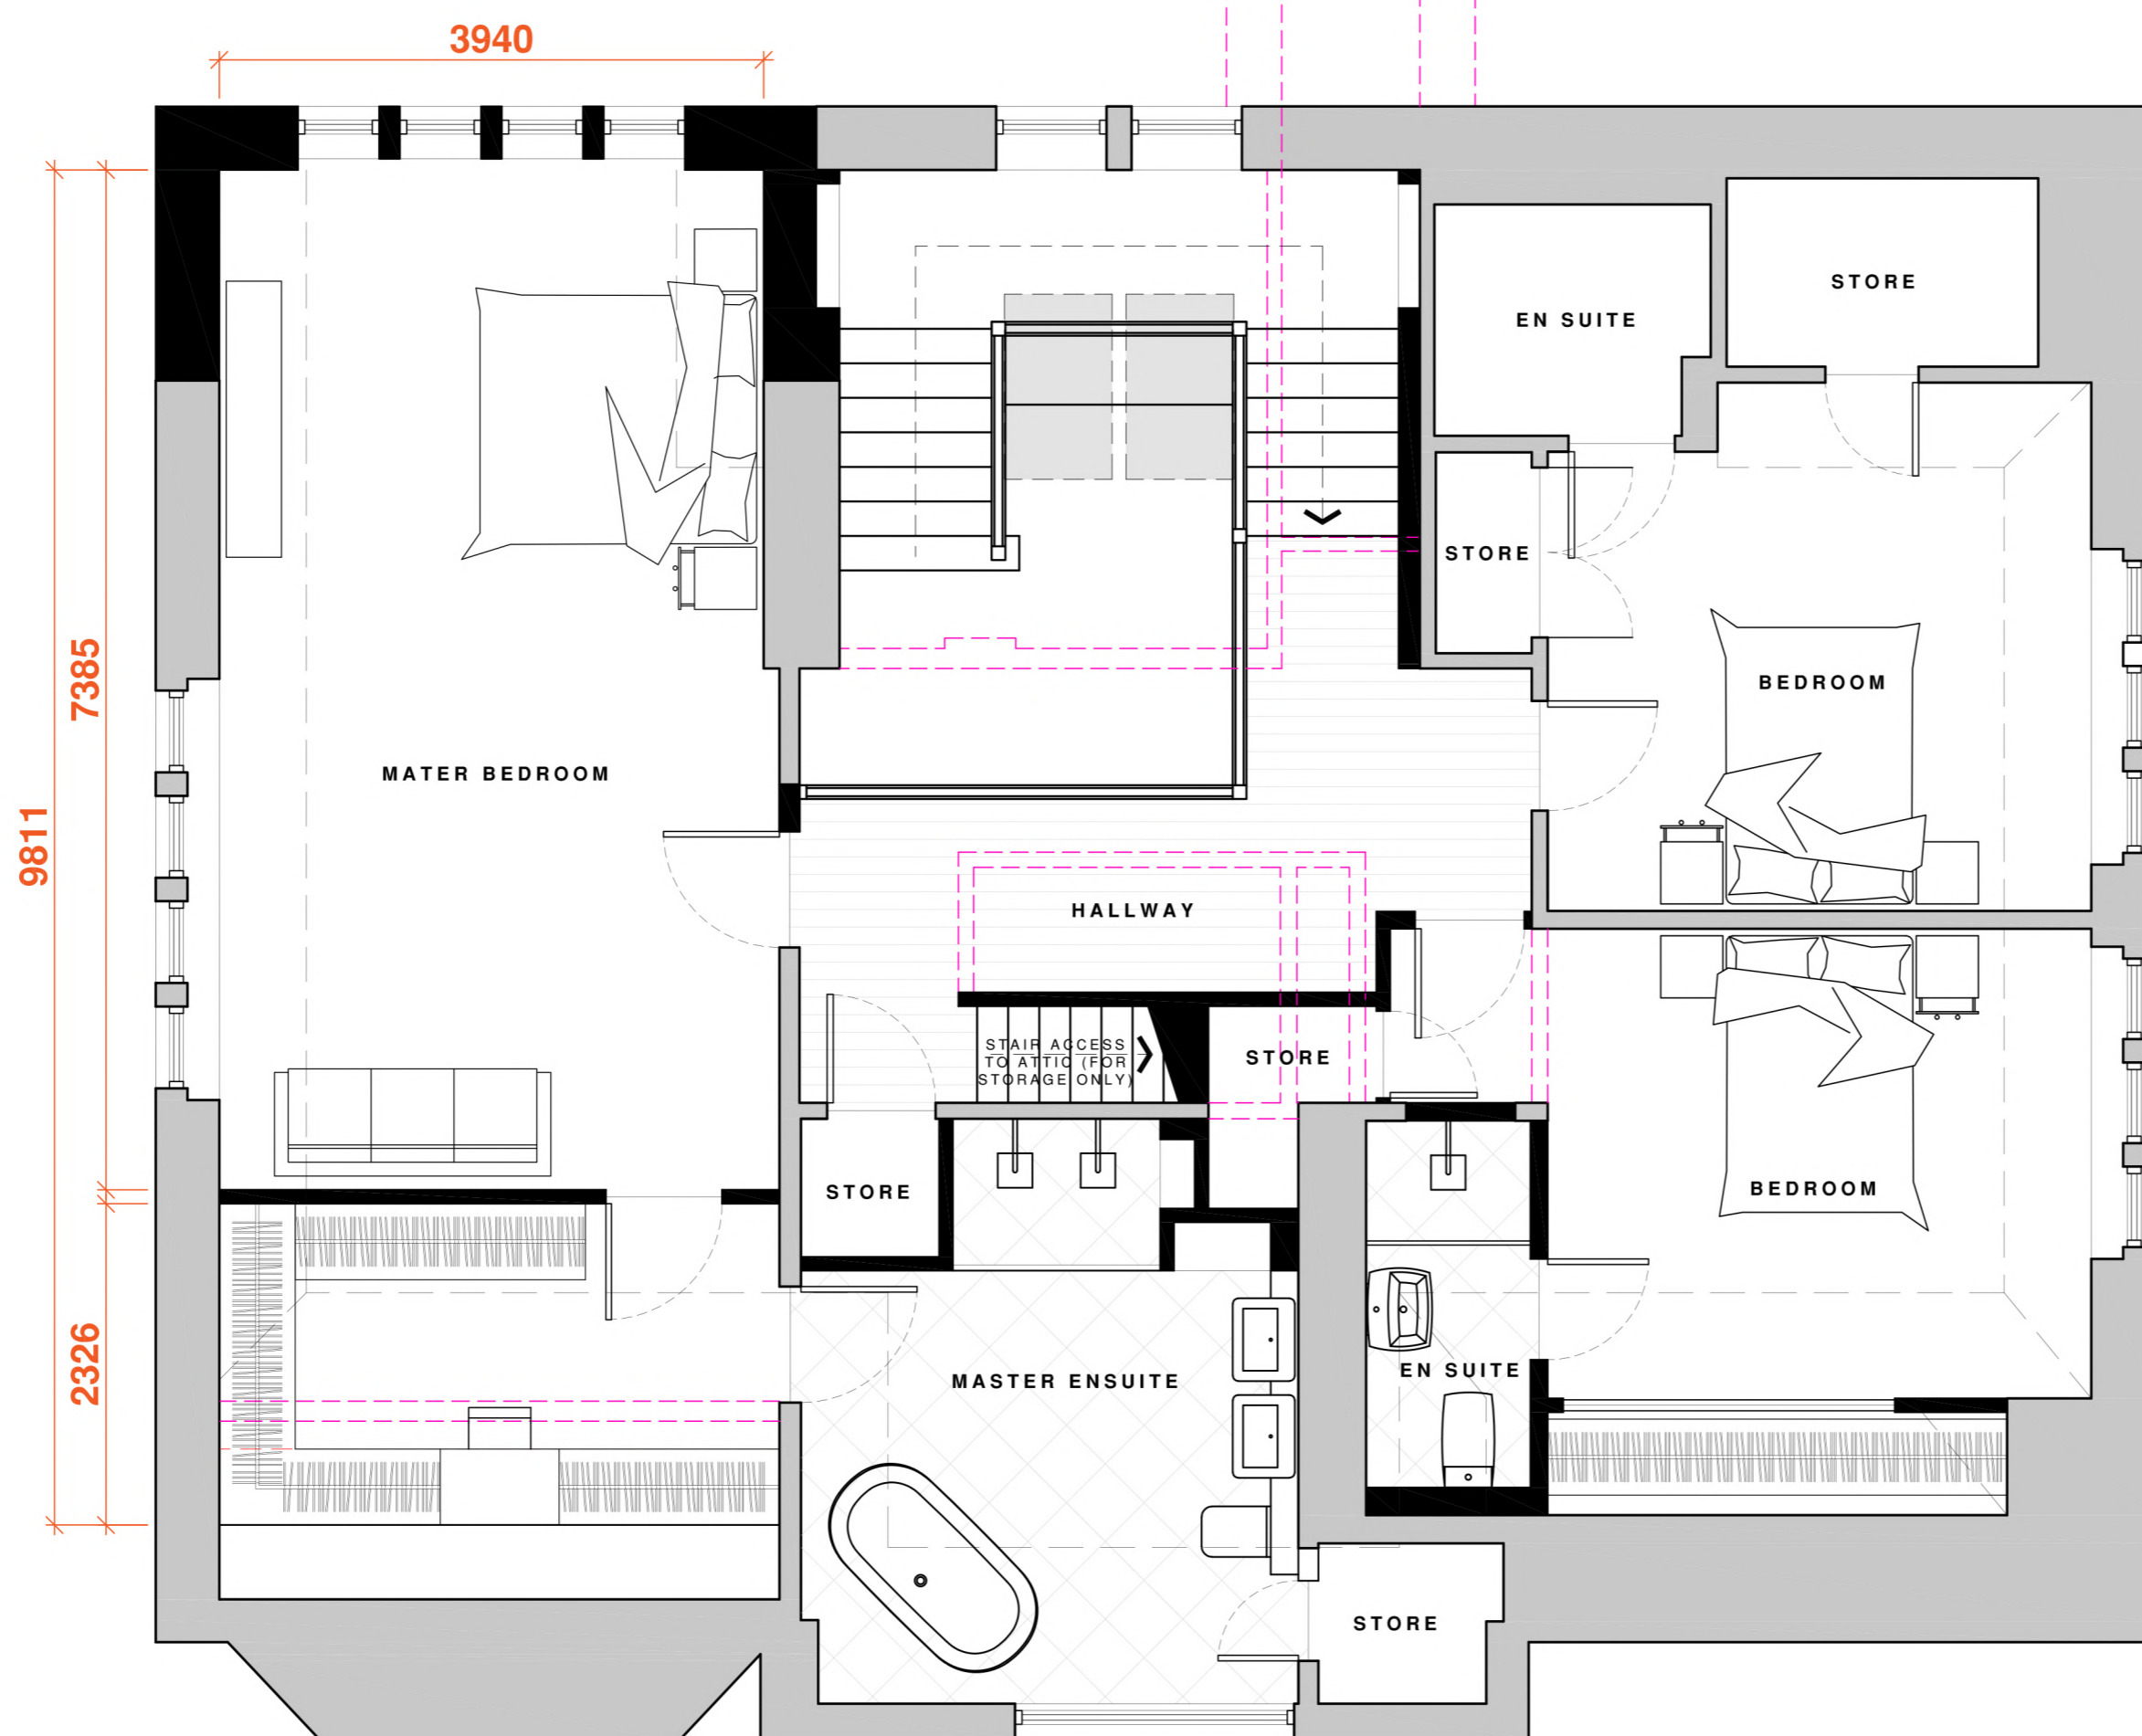 3940
EN SUITE
STORE
STORE
7385
BEDROOM
MATER BEDROOM
9811
HALLWAY
STAIR ACCESS
TO ATTIC (FOR
STORAGE ONLY)
STORE
STORE
BEDROOM
2326
MASTER ENSUITE
EN SUITE
STORE